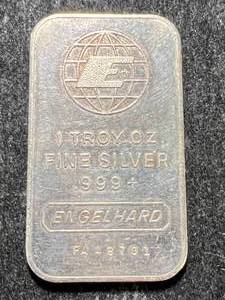 E
1 TROY OZ
FINE SILVER
.999+
ENGELHARD